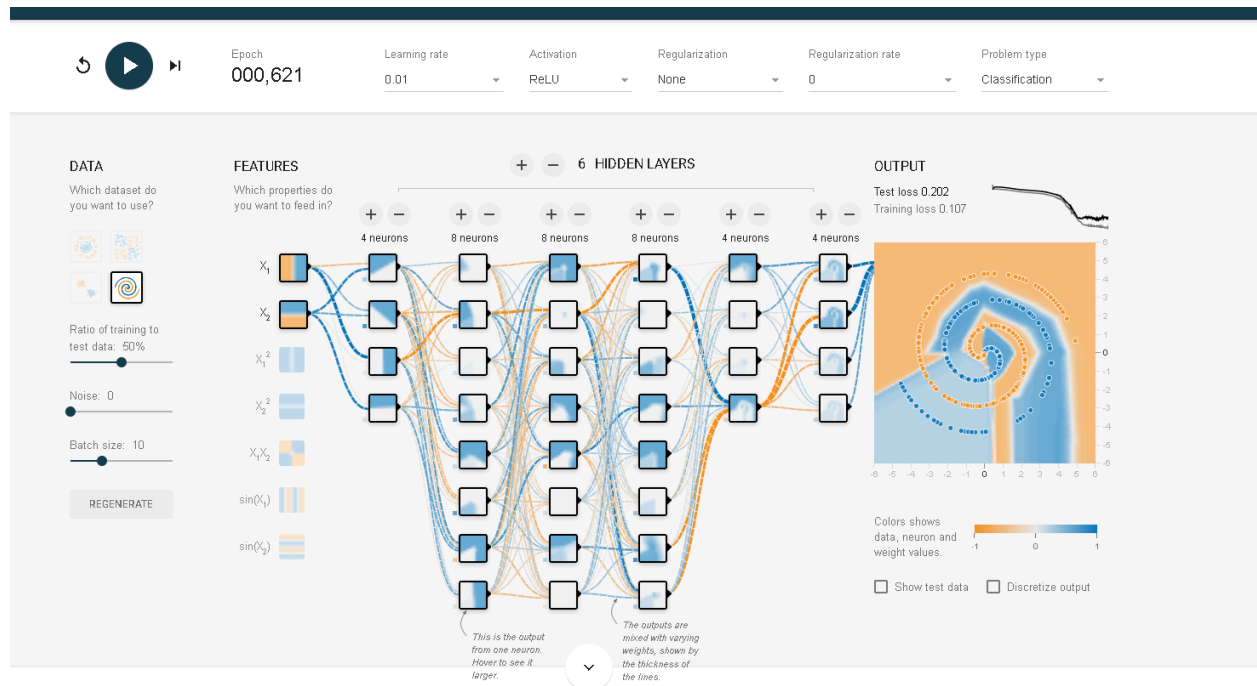 Epoch
000,621
Learning rate
0.01
Activation
ReLU
Regularization
None
Regularization rate
0
Problem type
Classification
DATA
Which dataset do
you want to use?
Ratio of training to
test data: 50%
Noise: 0
Batch size: 10
REGENERATE
FEATURES
Which properties do
you want to feed in?
X1
X2
X1²
X2²
X1X2
sin(X1)
sin(X2)
+ − 6 HIDDEN LAYERS
+ − + − + − + − + − + −
4 neurons 8 neurons 8 neurons 8 neurons 4 neurons 4 neurons
This is the output
from one neuron.
Hover to see it
larger.
The outputs are
mixed with varying
weights, shown by
the thickness of
the lines.
OUTPUT
Test loss 0.202
Training loss 0.107
6
5
4
3
2
1
0
-1
-2
-3
-4
-5
-6
-6 -5 -4 -3 -2 -1 0 1 2 3 4 5 6
Colors shows
data, neuron and
weight values.
-1 0 1
Show test data Discretize output